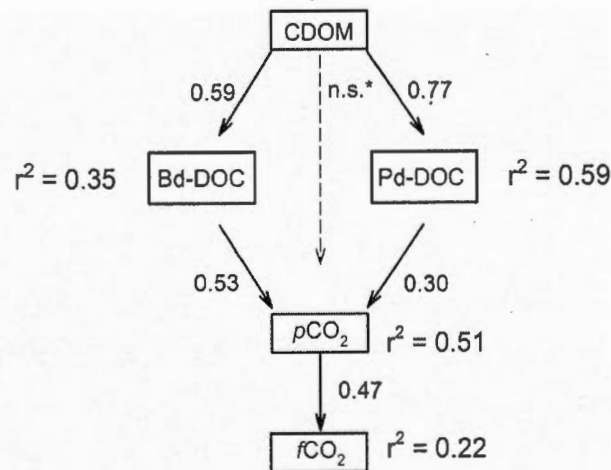 CDOM
0.59 n.s.* 0.77
r² = 0.35 Bd-DOC Pd-DOC r² = 0.59
0.53 0.30
pCO₂ r² = 0.51
0.47
fCO₂ r² = 0.22